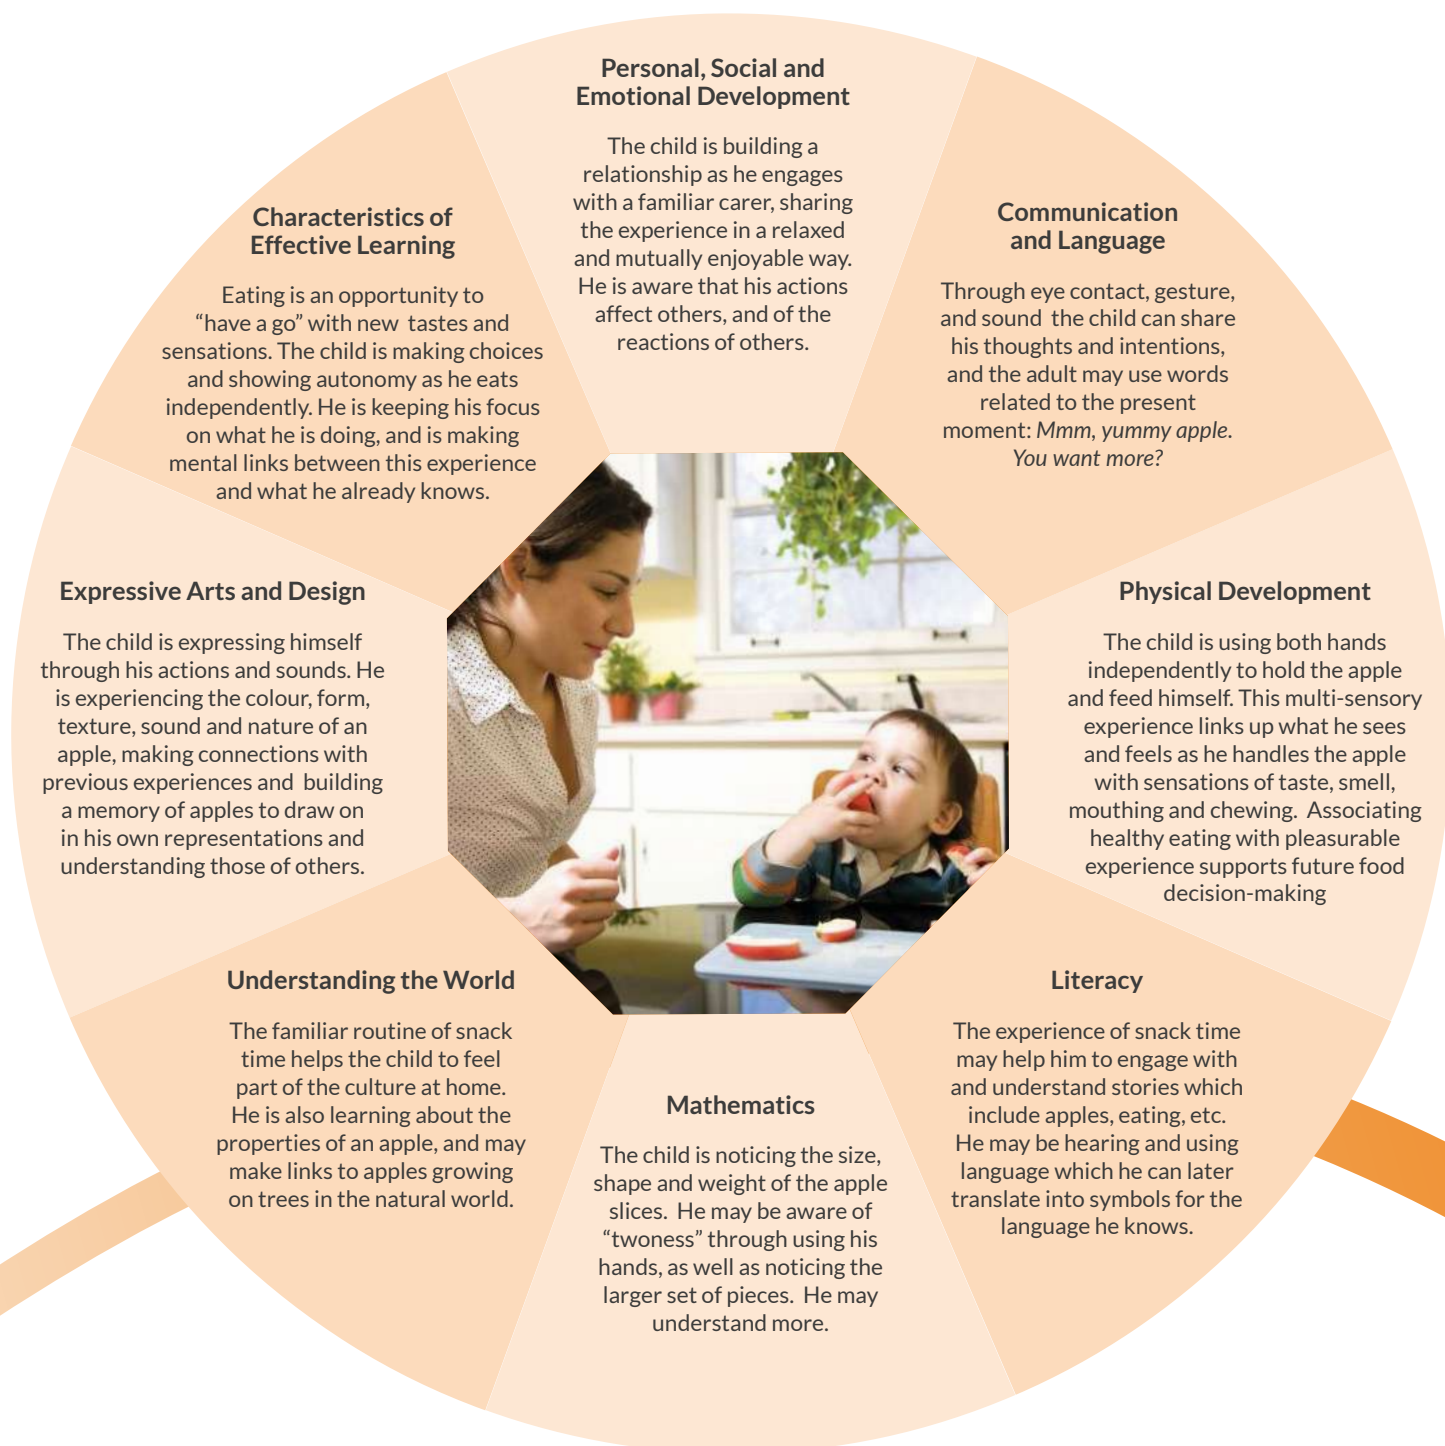 Personal, Social and
Emotional Development
The child is building a
relationship as he engages
with a familiar carer, sharing
the experience in a relaxed
and mutually enjoyable way.
He is aware that his actions
affect others, and of the
reactions of others.
Communication
and Language
Through eye contact, gesture,
and sound the child can share
his thoughts and intentions,
and the adult may use words
related to the present
moment: Mmm, yummy apple.
You want more?
Physical Development
The child is using both hands
independently to hold the apple
and feed himself. This multi-sensory
experience links up what he sees
and feels as he handles the apple
with sensations of taste, smell,
mouthing and chewing. Associating
healthy eating with pleasurable
experience supports future food
decision-making
Literacy
The experience of snack time
may help him to engage with
and understand stories which
include apples, eating, etc.
He may be hearing and using
language which he can later
translate into symbols for the
language he knows.
Mathematics
The child is noticing the size,
shape and weight of the apple
slices. He may be aware of
“twoness” through using his
hands, as well as noticing the
larger set of pieces. He may
understand more.
Understanding the World
The familiar routine of snack
time helps the child to feel
part of the culture at home.
He is also learning about the
properties of an apple, and may
make links to apples growing
on trees in the natural world.
Expressive Arts and Design
The child is expressing himself
through his actions and sounds. He
is experiencing the colour, form,
texture, sound and nature of an
apple, making connections with
previous experiences and building
a memory of apples to draw on
in his own representations and
understanding those of others.
Characteristics of
Effective Learning
Eating is an opportunity to
“have a go” with new tastes and
sensations. The child is making choices
and showing autonomy as he eats
independently. He is keeping his focus
on what he is doing, and is making
mental links between this experience
and what he already knows.